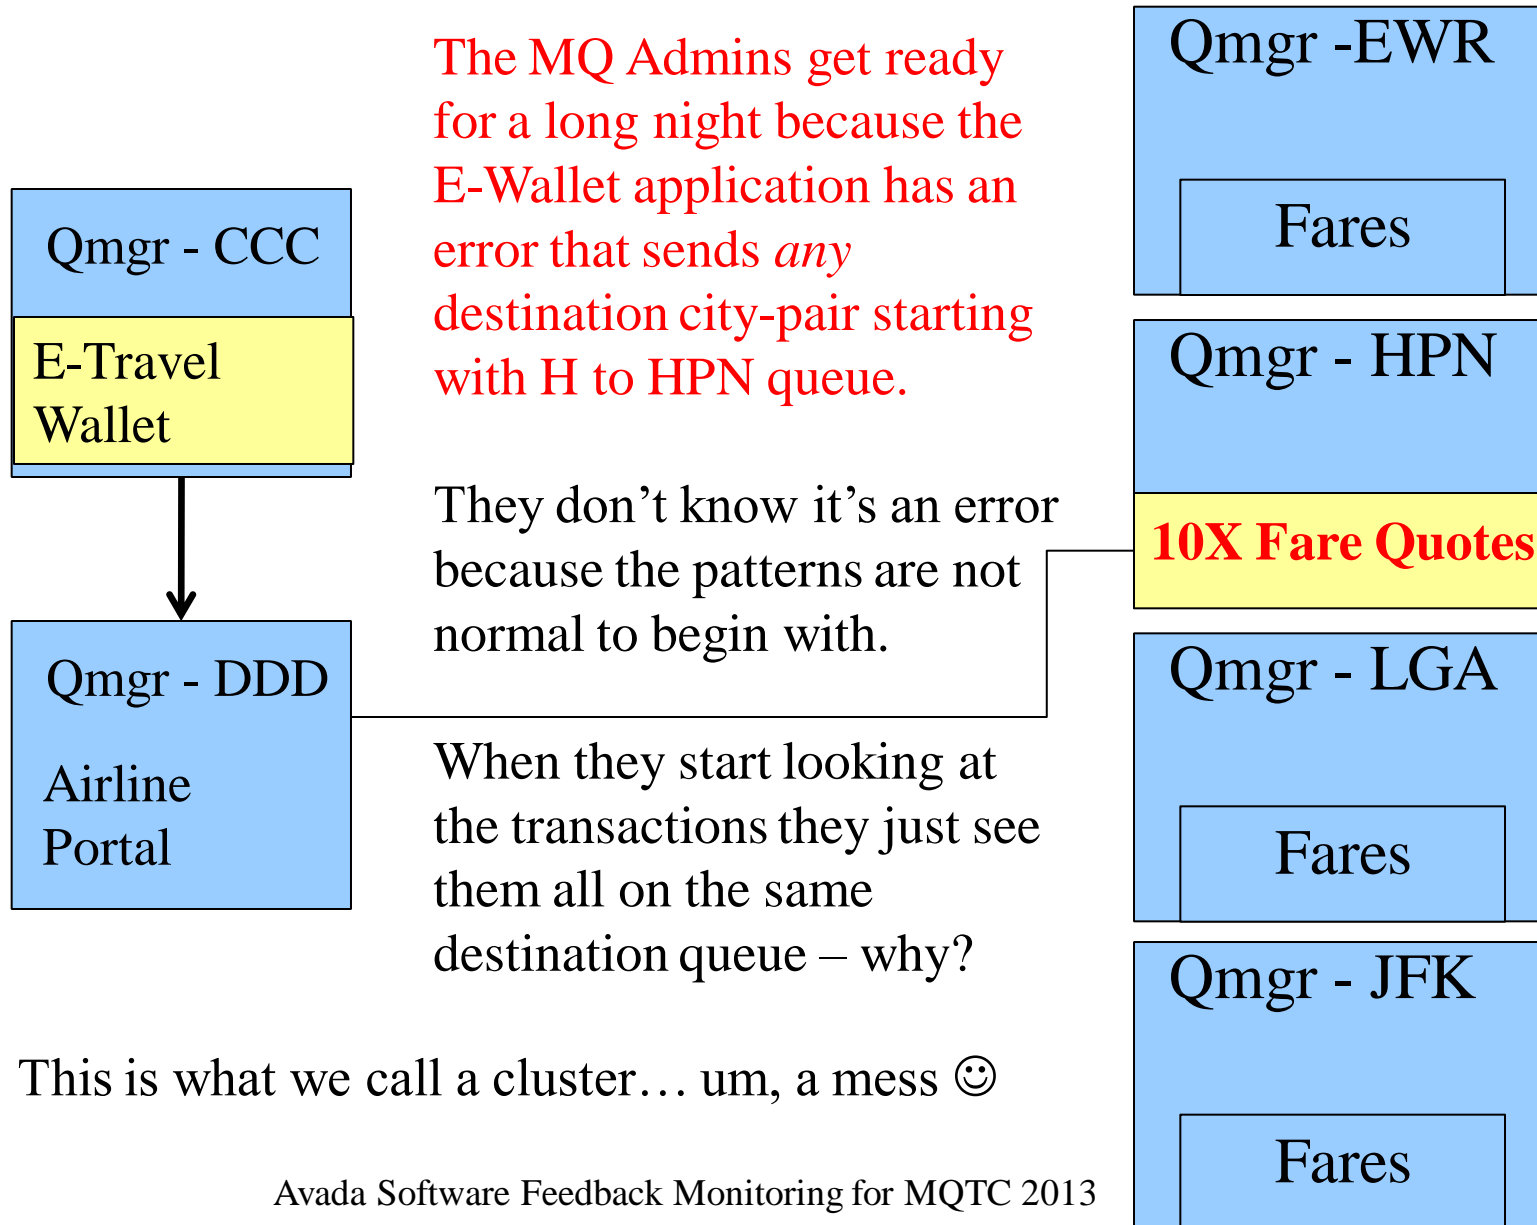 Qmgr - CCC
E-Travel
Wallet
Qmgr - DDD
Airline
Portal
The MQ Admins get ready
for a long night because the
E-Wallet application has an
error that sends any
destination city-pair starting
with H to HPN queue.
They don’t know it’s an error
because the patterns are not
normal to begin with.
When they start looking at
the transactions they just see
them all on the same
destination queue – why?
This is what we call a cluster… um, a mess ☺
Qmgr -EWR
Fares
Qmgr - HPN
10X Fare Quotes
Qmgr - LGA
Fares
Qmgr - JFK
Fares
Avada Software Feedback Monitoring for MQTC 2013